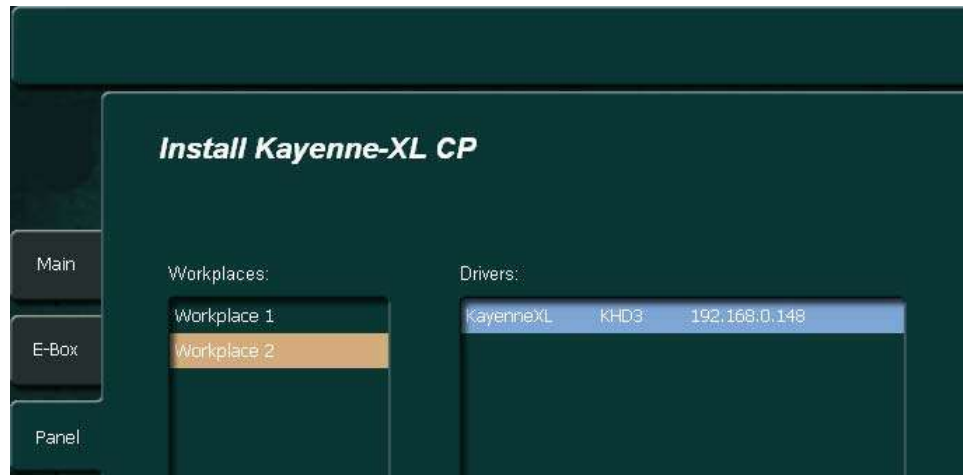 Install Kayenne-XL CP
Main
Workplaces:
Drivers:
Workplace 1
KayenneXL KHD3 192.168.0.148
E-Box
Workplace 2
Panel